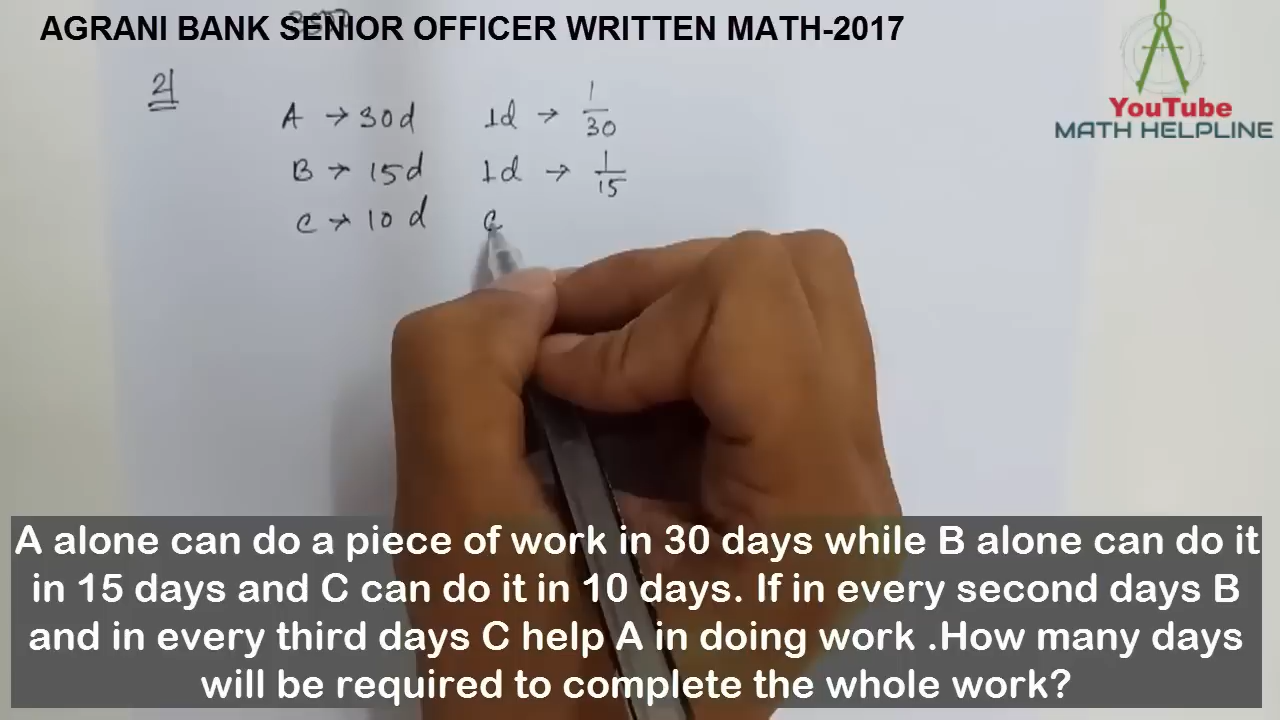 AGRANI BANK SENIOR OFFICER WRITTEN MATH-2017
YouTube
MATH HELPLINE
2|
A → 30d 1d → 1/30
B → 15d 1d → 1/15
C → 10d C
A alone can do a piece of work in 30 days while B alone can do it
in 15 days and C can do it in 10 days. If in every second days B
and in every third days C help A in doing work .How many days
will be required to complete the whole work?